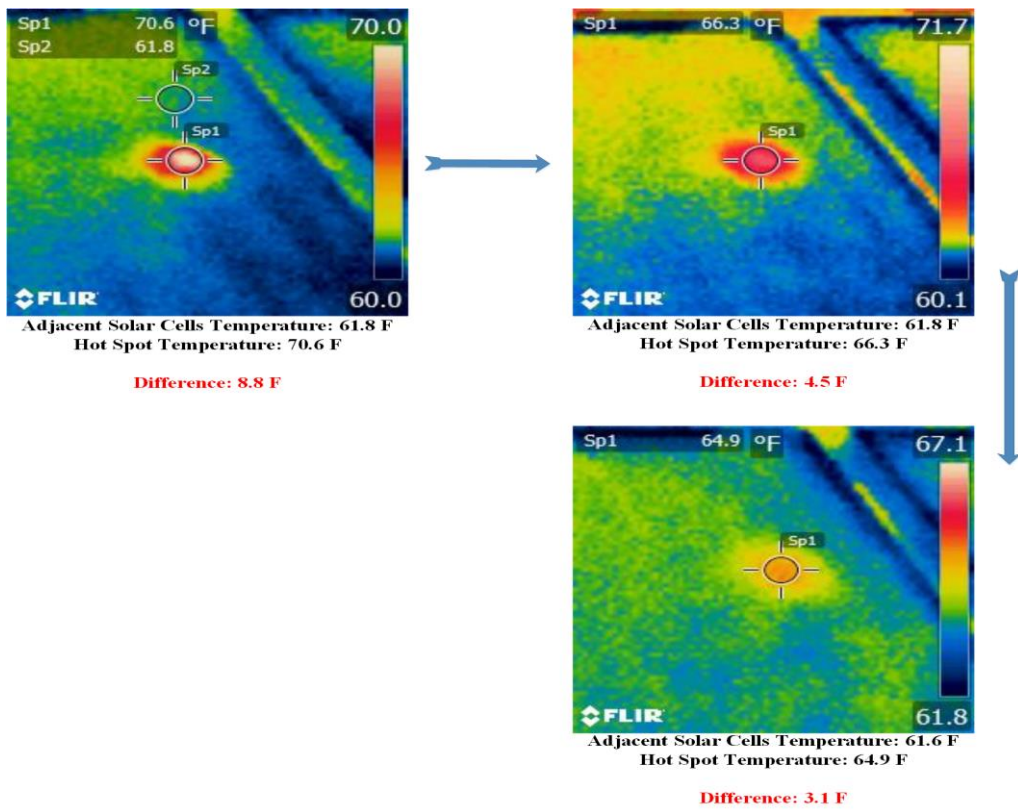 Sp1 70.6 °F 70.0
Sp2 61.8
Sp2
Sp1
FLIR 60.0
Adjacent Solar Cells Temperature: 61.8 F
Hot Spot Temperature: 70.6 F
Difference: 8.8 F
Sp1 66.3 °F 71.7
Sp1
FLIR 60.1
Adjacent Solar Cells Temperature: 61.8 F
Hot Spot Temperature: 66.3 F
Difference: 4.5 F
Sp1 64.9 °F 67.1
Sp1
FLIR 61.8
Adjacent Solar Cells Temperature: 61.6 F
Hot Spot Temperature: 64.9 F
Difference: 3.1 F